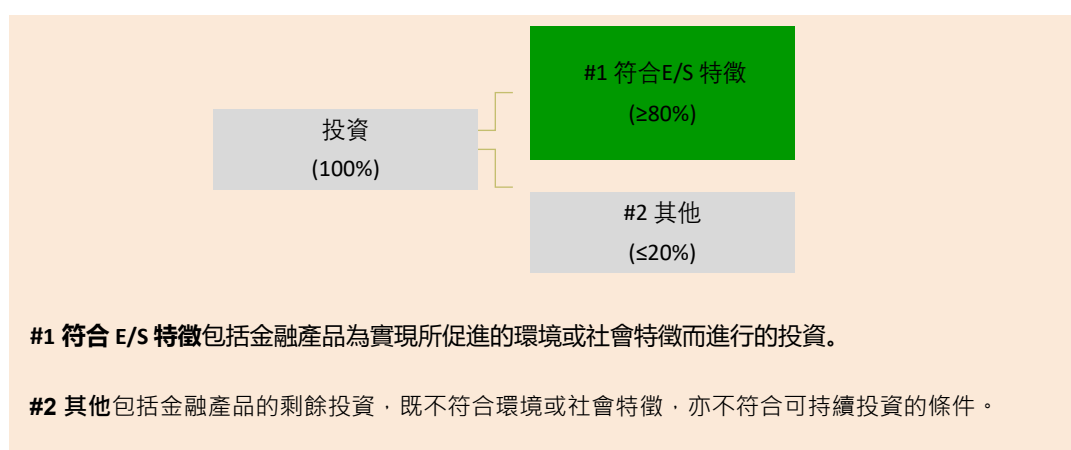 #1 符合E/S 特徵
(≥80%)
投資
(100%)
#2 其他
(≤20%)
#1 符合 E/S 特徵包括金融產品為實現所促進的環境或社會特徵而進行的投資。
#2 其他包括金融產品的剩餘投資，既不符合環境或社會特徵，亦不符合可持續投資的條件。